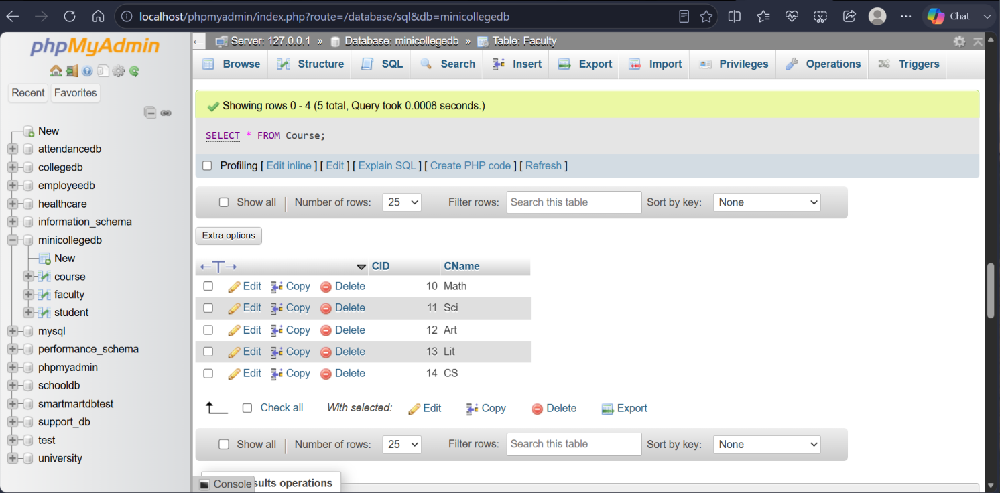 localhost/phpmyadmin/index.php?route=/database/sql&db=minicollegedb
Chat
phpMyAdmin
Recent Favorites
New
attendancedb
collegedb
employeedb
healthcare
information_schema
minicollegedb
New
course
faculty
student
mysql
performance_schema
phpmyadmin
schooldb
smartmartdbtest
support_db
test
university
Server: 127.0.0.1 » Database: minicollegedb » Table: Faculty
Browse Structure SQL Search Insert Export Import Privileges Operations Triggers
Showing rows 0 - 4 (5 total, Query took 0.0008 seconds.)
SELECT * FROM Course;
Profiling [ Edit inline ] [ Edit ] [ Explain SQL ] [ Create PHP code ] [ Refresh ]
Show all | Number of rows: 25 Filter rows: Search this table Sort by key: None
Extra options
CID CName
Edit Copy Delete 10 Math
Edit Copy Delete 11 Sci
Edit Copy Delete 12 Art
Edit Copy Delete 13 Lit
Edit Copy Delete 14 CS
Check all With selected: Edit Copy Delete Export
Show all | Number of rows: 25 Filter rows: Search this table Sort by key: None
Console sults operations